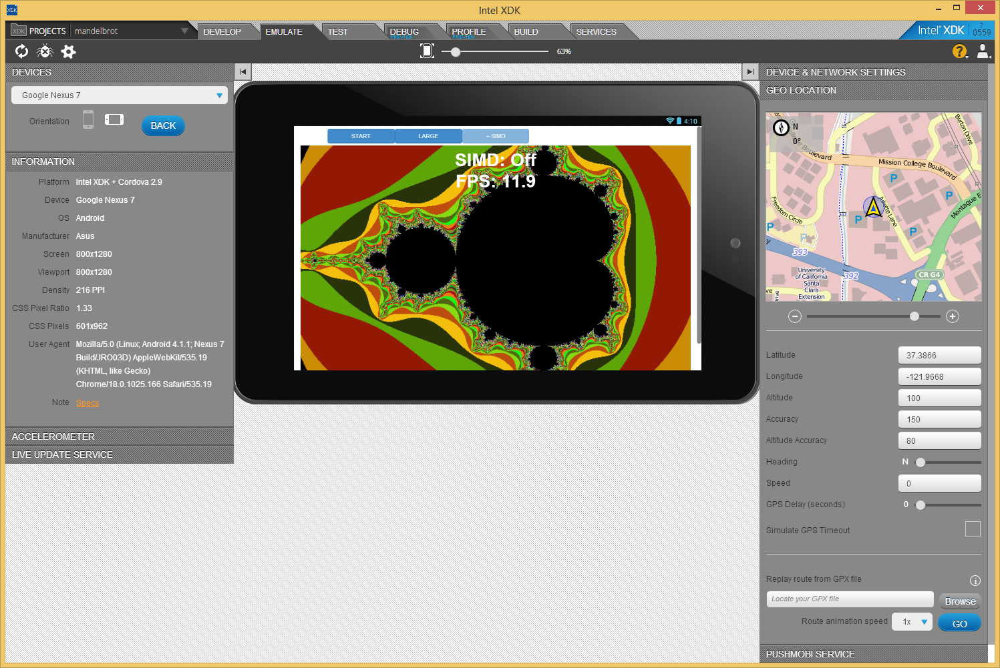 Intel XDK
XDK PROJECTS mandelbrot
DEVELOP EMULATE TEST DEBUG PREVIEW PROFILE PREVIEW BUILD SERVICES
Intel® XDK ? 0559
63%
DEVICES
Google Nexus 7
Orientation BACK
INFORMATION
Platform Intel XDK + Cordova 2.9
Device Google Nexus 7
OS Android
Manufacturer Asus
Screen 800x1280
Viewport 800x1280
Density 216 PPI
CSS Pixel Ratio 1.33
CSS Pixels 601x962
User Agent Mozilla/5.0 (Linux; Android 4.1.1; Nexus 7
Build/JRO03D) AppleWebKit/535.19
(KHTML, like Gecko)
Chrome/18.0.1025.166 Safari/535.19
Note Specs
ACCELEROMETER
LIVE UPDATE SERVICE
4:10
START LARGE + SIMD
SIMD: Off
FPS: 11.9
DEVICE & NETWORK SETTINGS
GEO LOCATION
N
0°
College Boulevard
Mission College Boulevard
Burton Drive
Montague E
Juliette Lane
Freedom Circle
P
P
P
P
P
P
y
393
392
University
of California
Santa
Clara
Extension
CR G4
ve
Drive
Latitude 37.3866
Longitude -121.9668
Altitude 100
Accuracy 150
Altitude Accuracy 80
Heading N
Speed 0
GPS Delay (seconds) 0
Simulate GPS Timeout
Replay route from GPX file
Locate your GPX file Browse
Route animation speed 1x GO
PUSHMOBI SERVICE